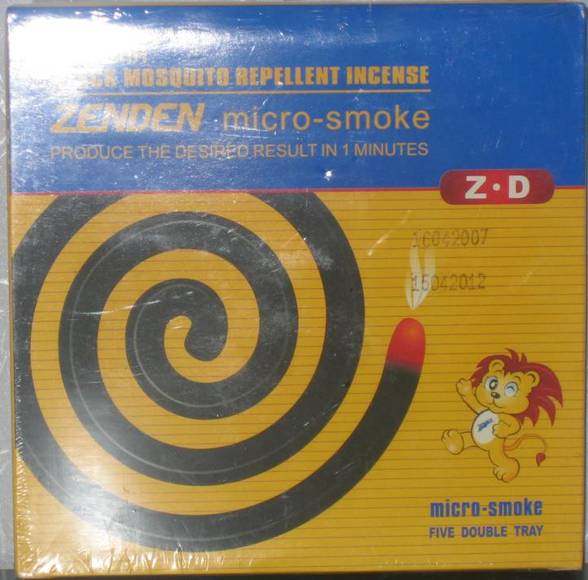 MOSQUITO REPELLENT INCENSE
ZENDEN micro-smoke
PRODUCE THE DESIRED RESULT IN 1 MINUTES
Z·D
16042007
15042012
micro-smoke
FIVE DOUBLE TRAY